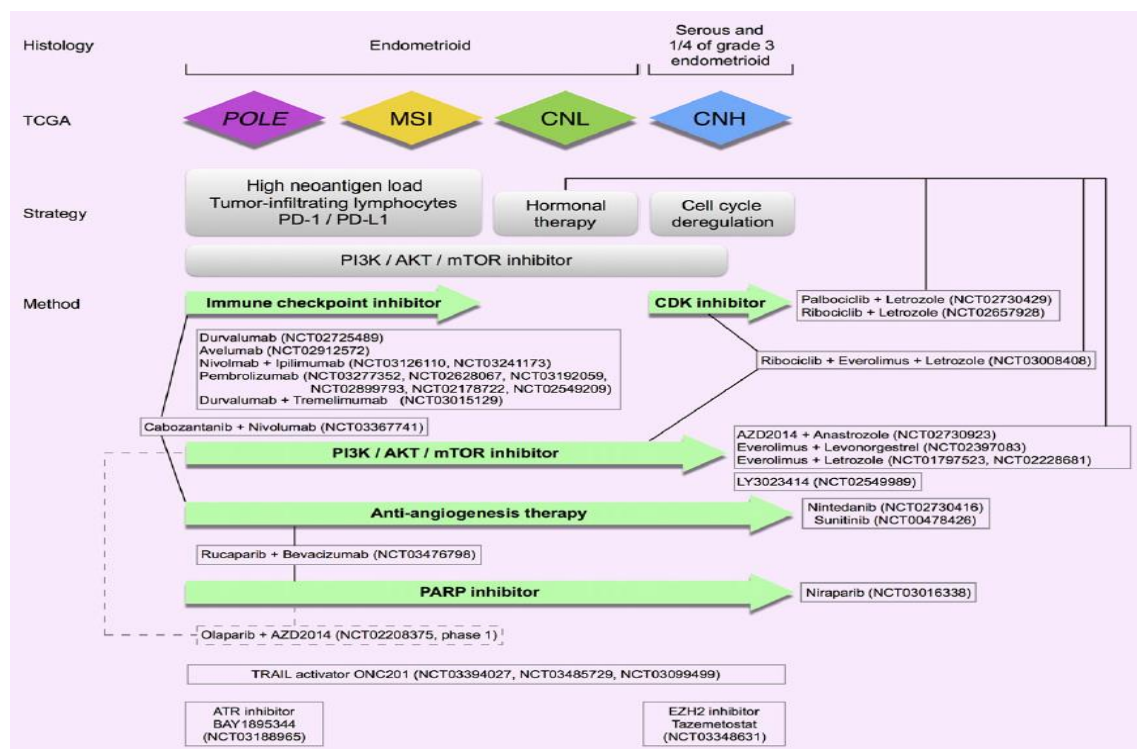 Histology
Endometrioid
Serous and
1/4 of grade 3
endometrioid
TCGA
POLE
MSI
CNL
CNH
Strategy
High neoantigen load
Tumor-infiltrating lymphocytes
PD-1 / PD-L1
Hormonal
therapy
Cell cycle
deregulation
PI3K / AKT / mTOR inhibitor
Method
Immune checkpoint inhibitor
CDK inhibitor
Palbociclib + Letrozole (NCT02730429)
Ribociclib + Letrozole (NCT02657928)
Durvalumab (NCT02725489)
Avelumab (NCT02912572)
Nivolmab + Ipilimumab (NCT03126110, NCT03241173)
Pembrolizumab (NCT03277352, NCT02628067, NCT03192059,
NCT02899793, NCT02178722, NCT02549209)
Durvalumab + Tremelimumab (NCT03015129)
Ribociclib + Everolimus + Letrozole (NCT03008408)
Cabozantanib + Nivolumab (NCT03367741)
PI3K / AKT / mTOR inhibitor
AZD2014 + Anastrozole (NCT02730923)
Everolimus + Levonorgestrel (NCT02397083)
Everolimus + Letrozole (NCT01797523, NCT02228681)
LY3023414 (NCT02549989)
Anti-angiogenesis therapy
Nintedanib (NCT02730416)
Sunitinib (NCT00478426)
Rucaparib + Bevacizumab (NCT03476798)
PARP inhibitor
Niraparib (NCT03016338)
Olaparib + AZD2014 (NCT02208375, phase 1)
TRAIL activator ONC201 (NCT03394027, NCT03485729, NCT03099499)
ATR inhibitor
BAY1895344
(NCT03188965)
EZH2 inhibitor
Tazemetostat
(NCT03348631)